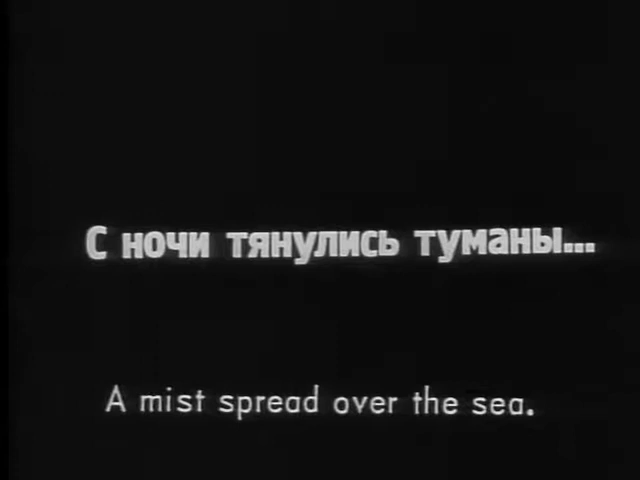 С ночи тянулись туманы...
A mist spread over the sea.